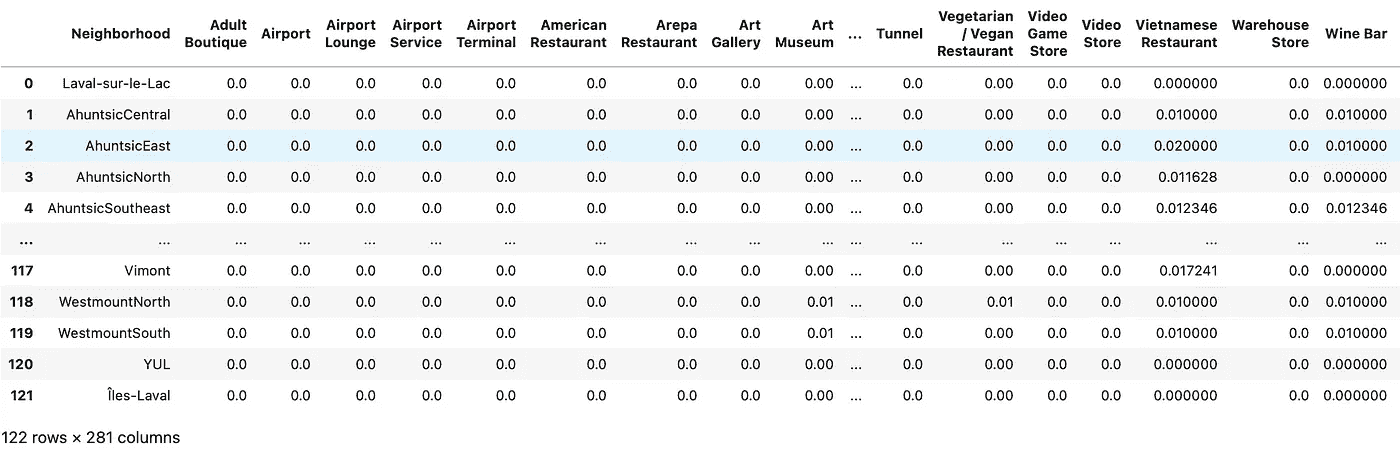 Neighborhood Adult Boutique Airport Airport Lounge Airport Service Airport Terminal American Restaurant Arepa Restaurant Art Gallery Art Museum ... Tunnel Vegetarian / Vegan Restaurant Video Game Store Video Store Vietnamese Restaurant Warehouse Store Wine Bar
0 Laval-sur-le-Lac 0.0 0.0 0.0 0.0 0.0 0.0 0.0 0.0 0.00 ... 0.0 0.00 0.0 0.0 0.000000 0.0 0.000000
1 AhuntsicCentral 0.0 0.0 0.0 0.0 0.0 0.0 0.0 0.0 0.00 ... 0.0 0.00 0.0 0.0 0.010000 0.0 0.010000
2 AhuntsicEast 0.0 0.0 0.0 0.0 0.0 0.0 0.0 0.0 0.00 ... 0.0 0.00 0.0 0.0 0.020000 0.0 0.010000
3 AhuntsicNorth 0.0 0.0 0.0 0.0 0.0 0.0 0.0 0.0 0.00 ... 0.0 0.00 0.0 0.0 0.011628 0.0 0.000000
4 AhuntsicSoutheast 0.0 0.0 0.0 0.0 0.0 0.0 0.0 0.0 0.00 ... 0.0 0.00 0.0 0.0 0.012346 0.0 0.012346
... ... ... ... ... ... ... ... ... ... ... ... ... ... ... ... ... ... ...
117 Vimont 0.0 0.0 0.0 0.0 0.0 0.0 0.0 0.0 0.00 ... 0.0 0.00 0.0 0.0 0.017241 0.0 0.000000
118 WestmountNorth 0.0 0.0 0.0 0.0 0.0 0.0 0.0 0.0 0.01 ... 0.0 0.01 0.0 0.0 0.010000 0.0 0.010000
119 WestmountSouth 0.0 0.0 0.0 0.0 0.0 0.0 0.0 0.0 0.01 ... 0.0 0.00 0.0 0.0 0.010000 0.0 0.010000
120 YUL 0.0 0.0 0.0 0.0 0.0 0.0 0.0 0.0 0.00 ... 0.0 0.00 0.0 0.0 0.000000 0.0 0.000000
121 Îles-Laval 0.0 0.0 0.0 0.0 0.0 0.0 0.0 0.0 0.00 ... 0.0 0.00 0.0 0.0 0.000000 0.0 0.000000
122 rows × 281 columns